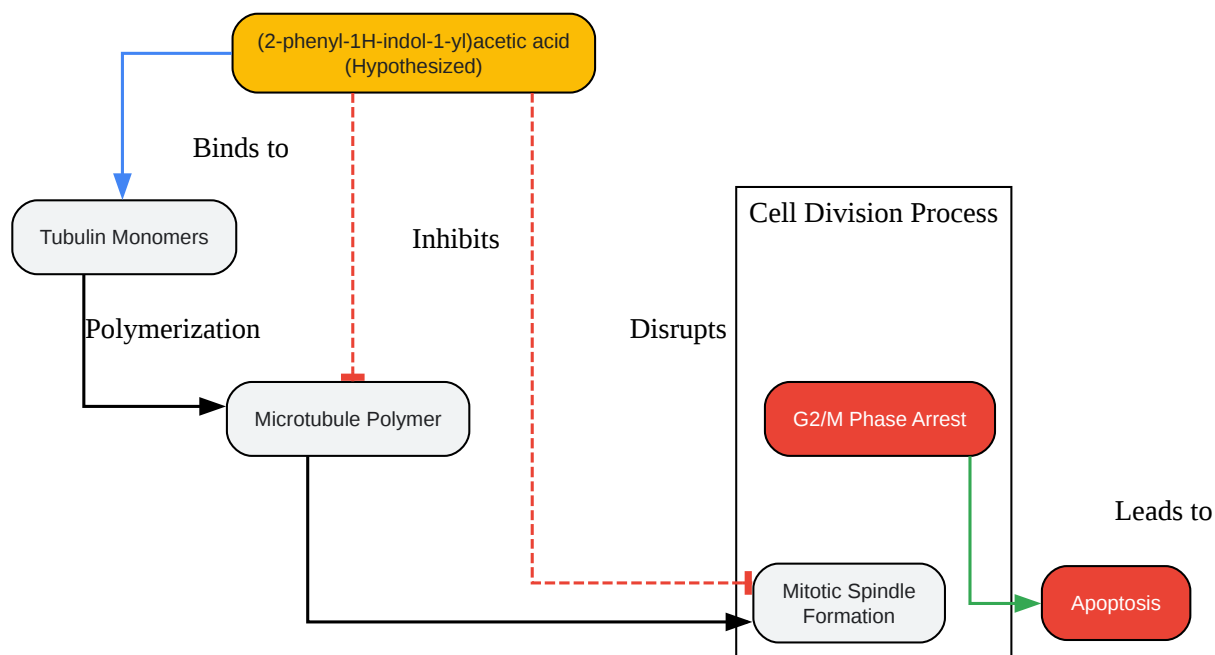 (2-phenyl-1H-indol-1-yl)acetic acid
(Hypothesized)
Binds to
Tubulin Monomers
Inhibits
Cell Division Process
Polymerization
Disrupts
Microtubule Polymer
G2/M Phase Arrest
Leads to
Mitotic Spindle
Formation
Apoptosis